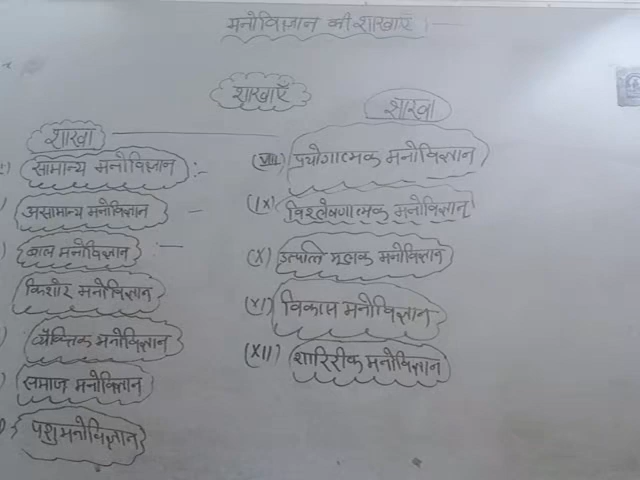 मनोविज्ञान की शाखाएँ :—
शाखाएँ
शाखा
सामान्य मनोविज्ञान :-
असामान्य मनोविज्ञान —
बाल मनोविज्ञान :—
किशोर मनोविज्ञान
वैयक्तिक मनोविज्ञान
समाज मनोविज्ञान
पशु मनोविज्ञान
शाखा
(VIII) प्रयोगात्मक मनोविज्ञान
(IX) विश्लेषणात्मक मनोविज्ञान
(X) उत्पत्ति मूलक मनोविज्ञान
(XI) विकास मनोविज्ञान
(XII) शारिरीक मनोविज्ञान